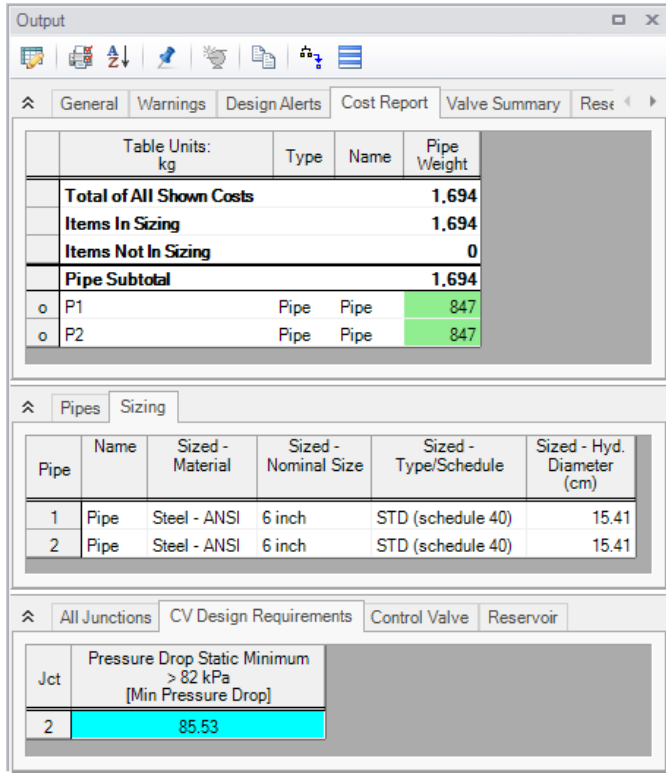 Output
General Warnings Design Alerts Cost Report Valve Summary Rese
Table Units:
kg
Type Name Pipe
Weight
Total of All Shown Costs 1,694
Items In Sizing 1,694
Items Not In Sizing 0
Pipe Subtotal 1,694
o P1 Pipe Pipe 847
o P2 Pipe Pipe 847
Pipes Sizing
Pipe Name Sized -
Material Sized -
Nominal Size Sized -
Type/Schedule Sized - Hyd.
Diameter
(cm)
1 Pipe Steel - ANSI 6 inch STD (schedule 40) 15.41
2 Pipe Steel - ANSI 6 inch STD (schedule 40) 15.41
All Junctions CV Design Requirements Control Valve Reservoir
Jct Pressure Drop Static Minimum
> 82 kPa
[Min Pressure Drop]
2 85.53